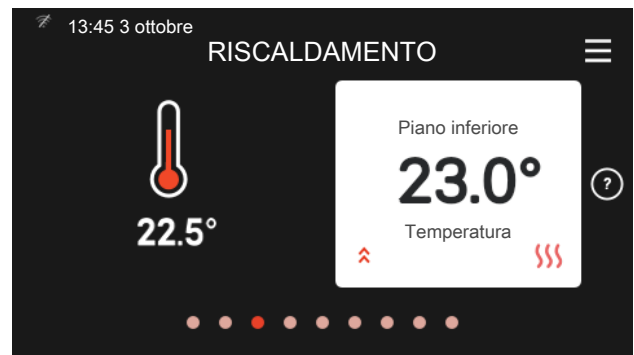 13:45 3 ottobre
RISCALDAMENTO
Piano inferiore
23.0°
Temperatura
22.5°
?